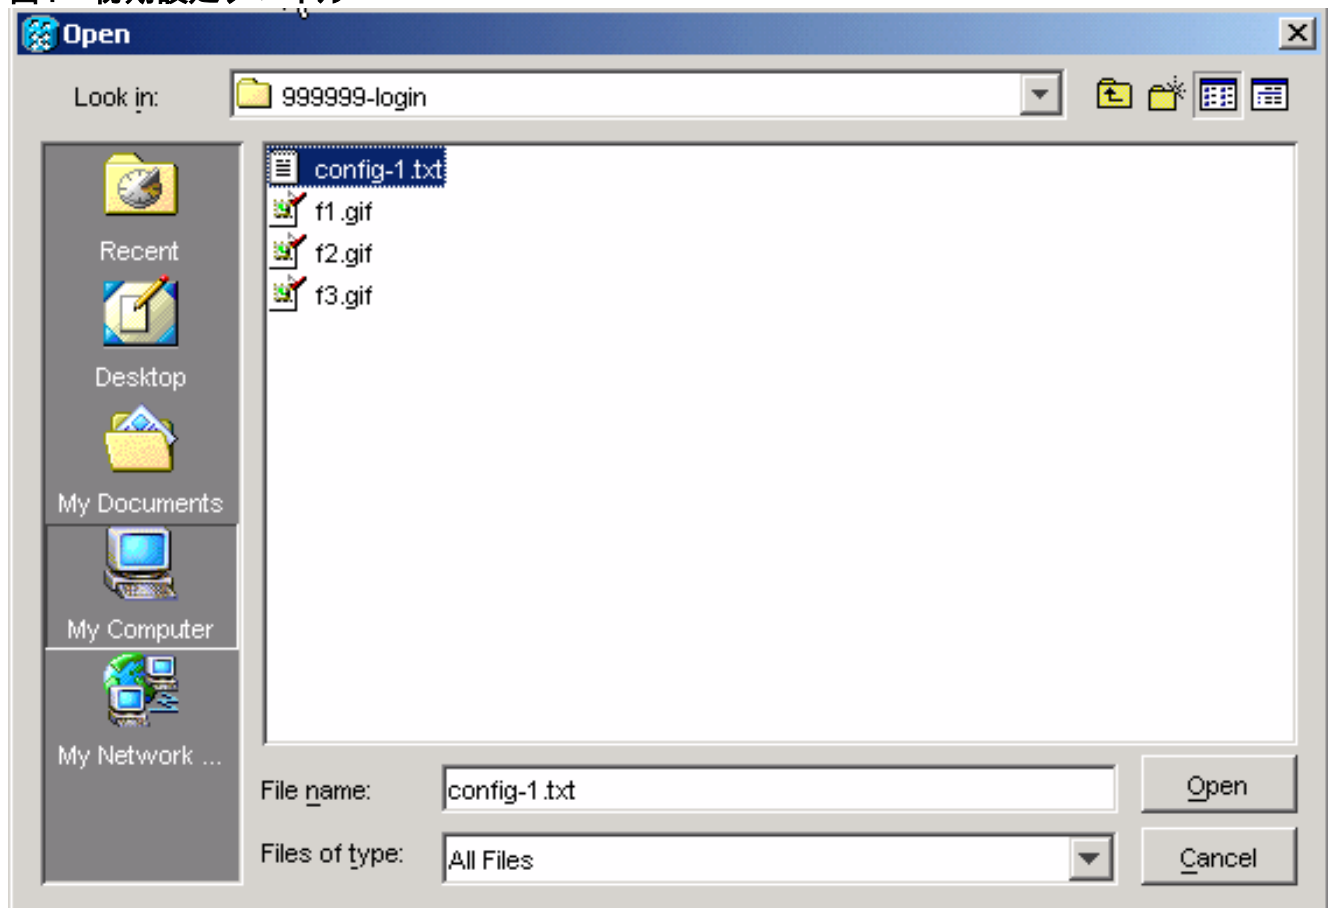 Open
Look in:
999999-login
config-1.txt
f1.gif
f2.gif
f3.gif
Recent
Desktop
My Documents
My Computer
My Network ...
File name:
config-1.txt
Open
Files of type:
All Files
Cancel